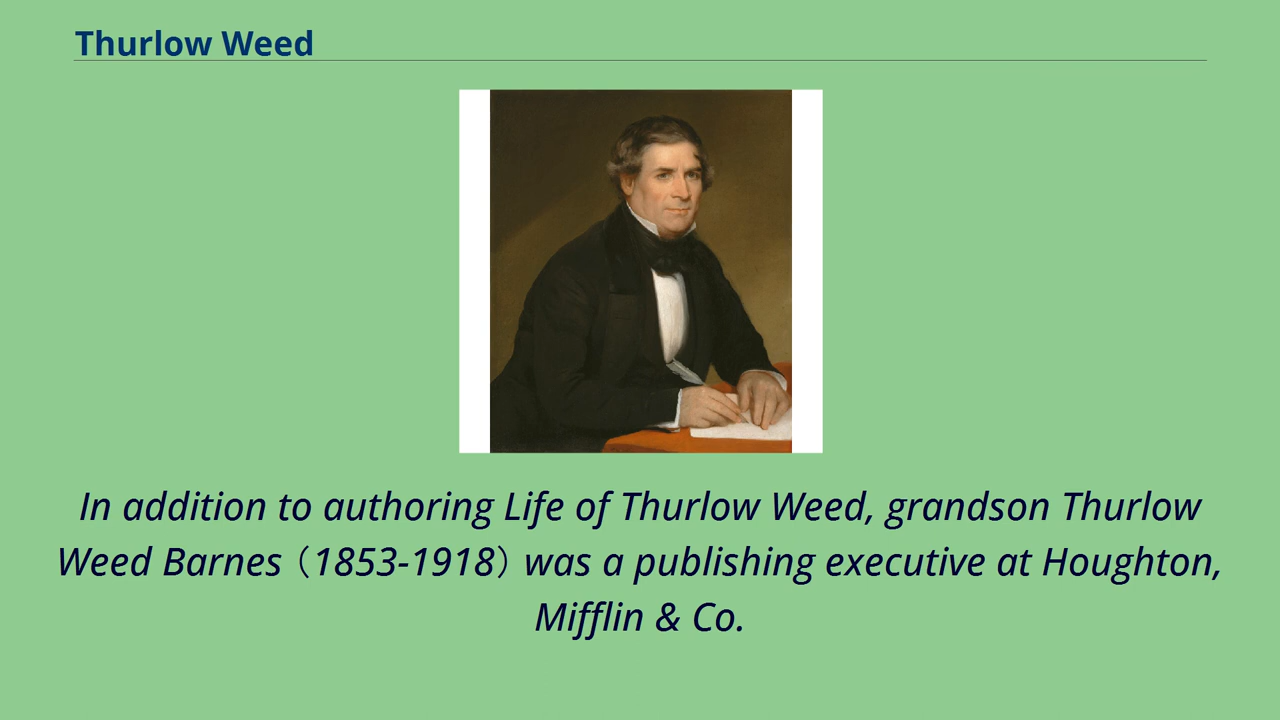 Thurlow Weed
In addition to authoring Life of Thurlow Weed, grandson Thurlow
Weed Barnes（1853-1918）was a publishing executive at Houghton,
Mifflin & Co.